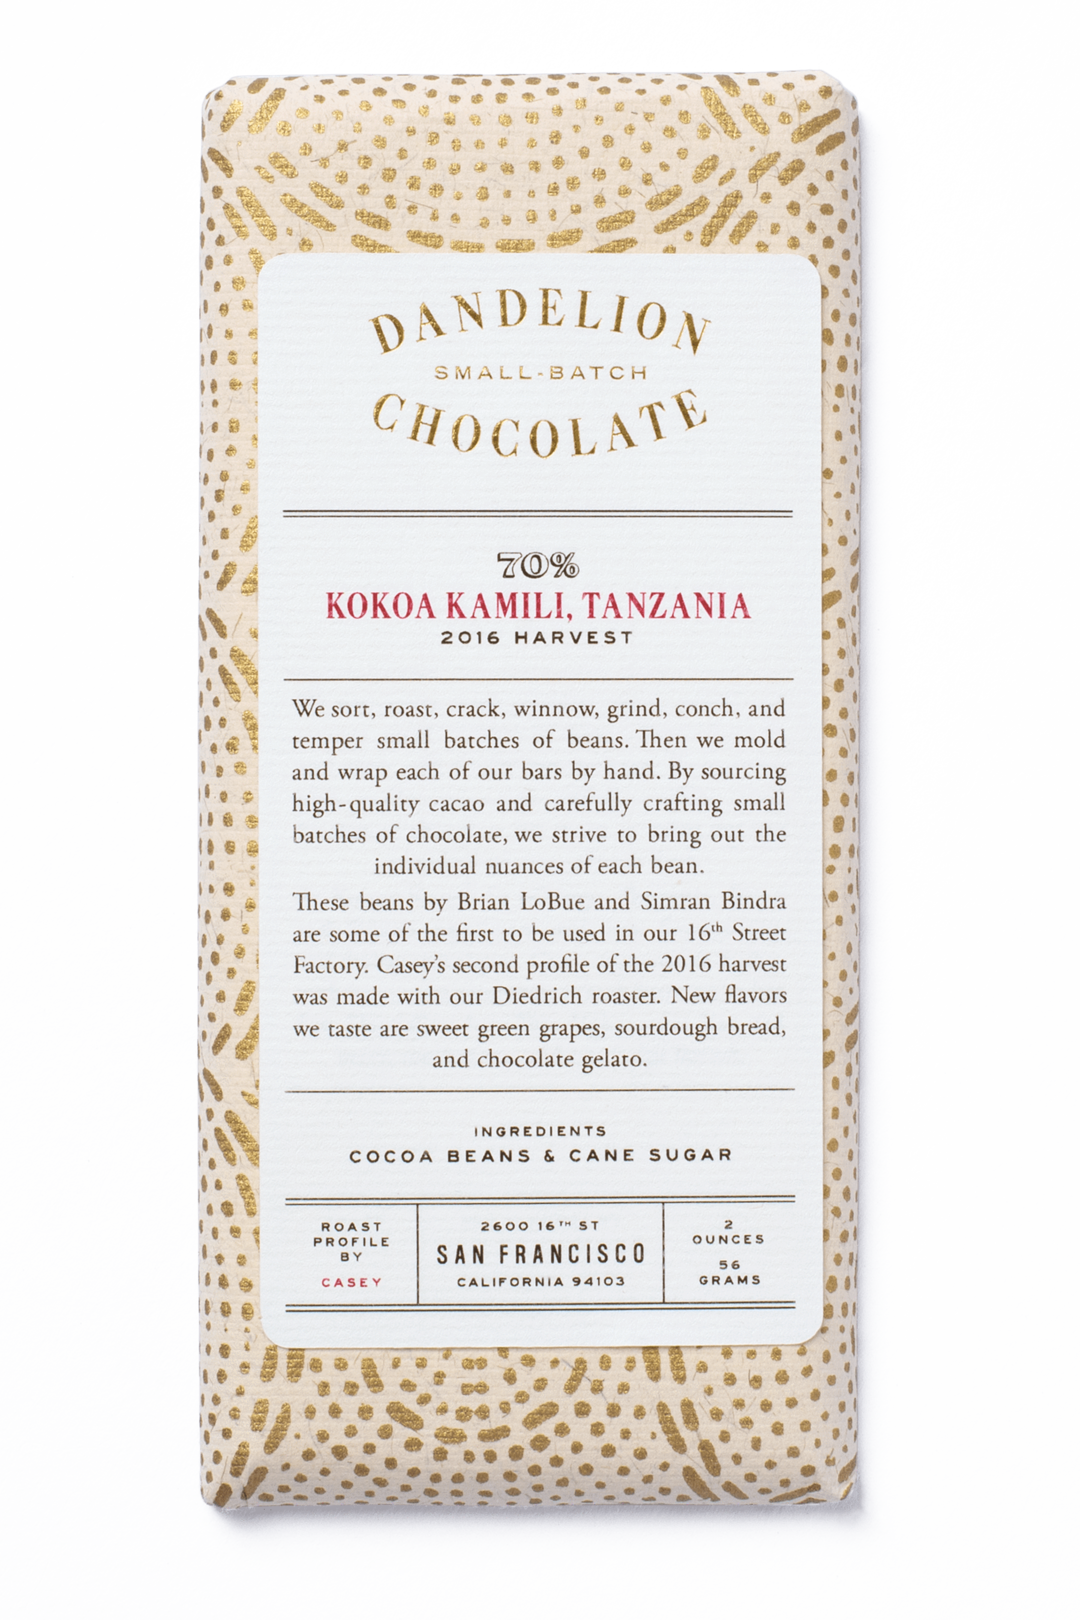 DANDELION
SMALL-BATCH
CHOCOLATE
70%
KOKOA KAMILI, TANZANIA
2016 HARVEST
We sort, roast, crack, winnow, grind, conch, and
temper small batches of beans. Then we mold
and wrap each of our bars by hand. By sourcing
high-quality cacao and carefully crafting small
batches of chocolate, we strive to bring out the
individual nuances of each bean.
These beans by Brian LoBue and Simran Bindra
are some of the first to be used in our 16th Street
Factory. Casey's second profile of the 2016 harvest
was made with our Diedrich roaster. New flavors
we taste are sweet green grapes, sourdough bread,
and chocolate gelato.
INGREDIENTS
COCOA BEANS & CANE SUGAR
ROAST
PROFILE
BY
CASEY
2600 16TH ST
SAN FRANCISCO
CALIFORNIA 94103
2
OUNCES
56
GRAMS